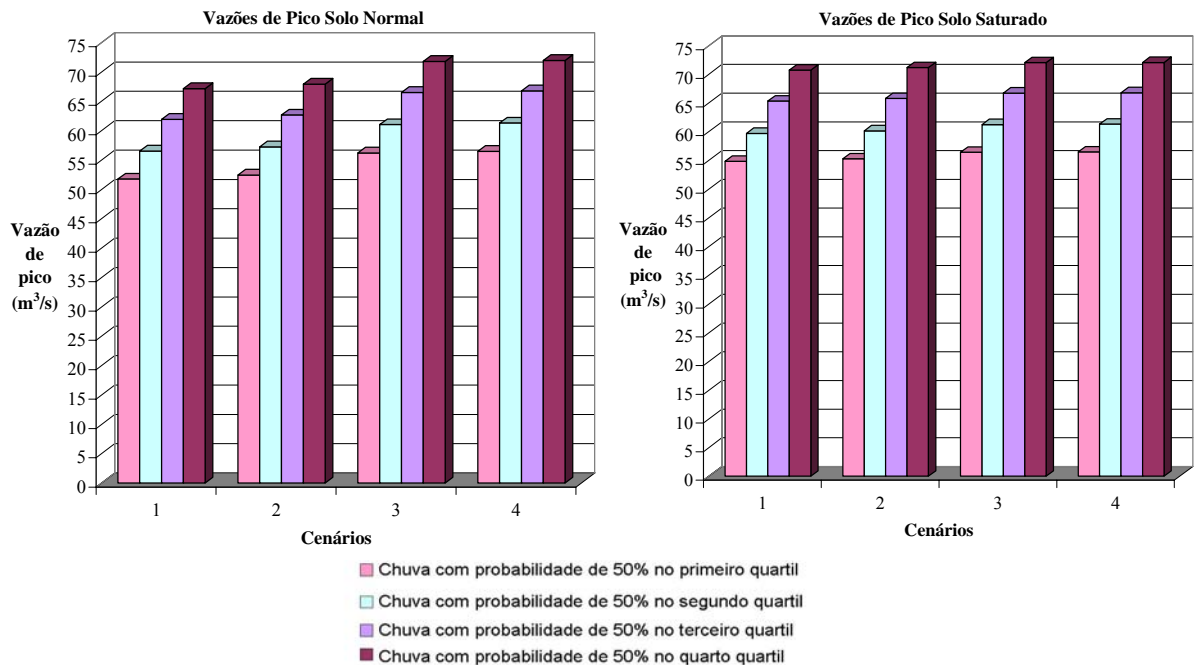 Vazões de Pico Solo Normal
75
70
65
60
55
50
45
40
35
30
25
20
15
10
5
0
Vazão
de
pico
(m³/s)
1 2 3 4
Cenários
Vazões de Pico Solo Saturado
75
70
65
60
55
50
45
40
35
30
25
20
15
10
5
0
Vazão
de
pico
(m³/s)
1 2 3 4
Cenários
Chuva com probabilidade de 50% no primeiro quartil
Chuva com probabilidade de 50% no segundo quartil
Chuva com probabilidade de 50% no terceiro quartil
Chuva com probabilidade de 50% no quarto quartil